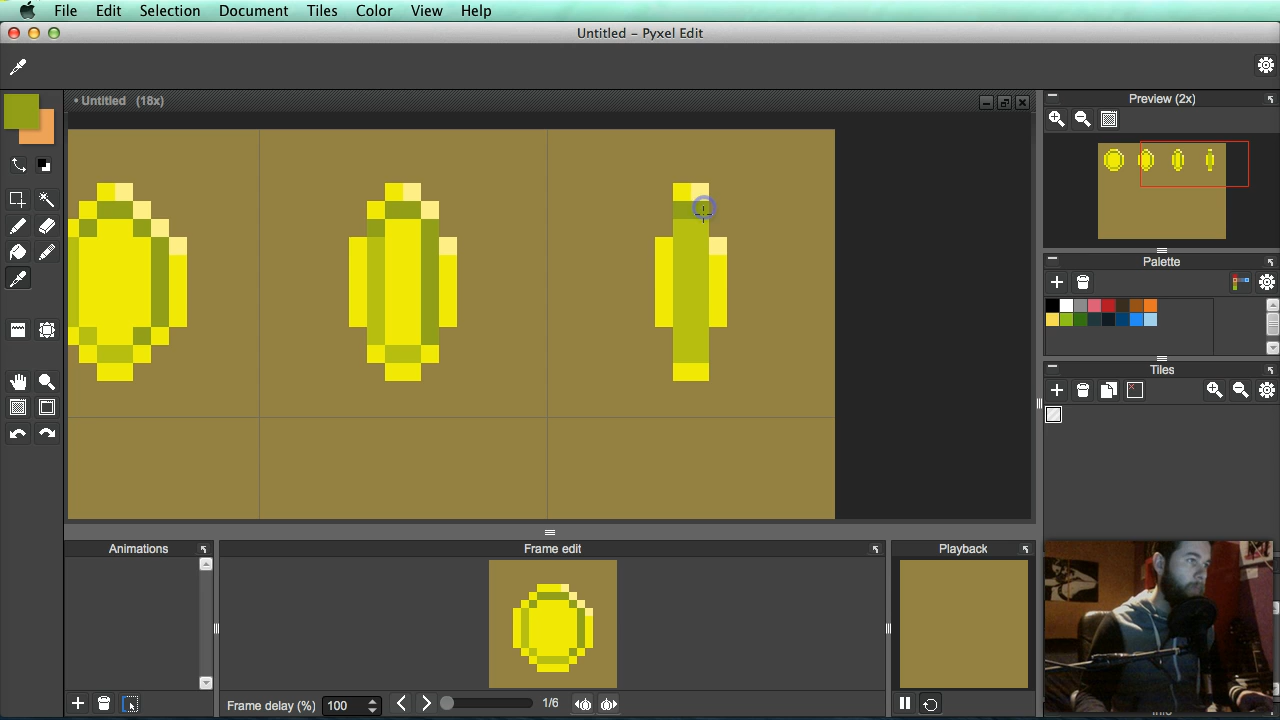 File Edit Selection Document Tiles Color View Help
Untitled – Pyxel Edit
• Untitled (18x)
Preview (2x)
Palette
Tiles
Animations
Frame edit
Playback
Frame delay (%) 100
1/6
Info